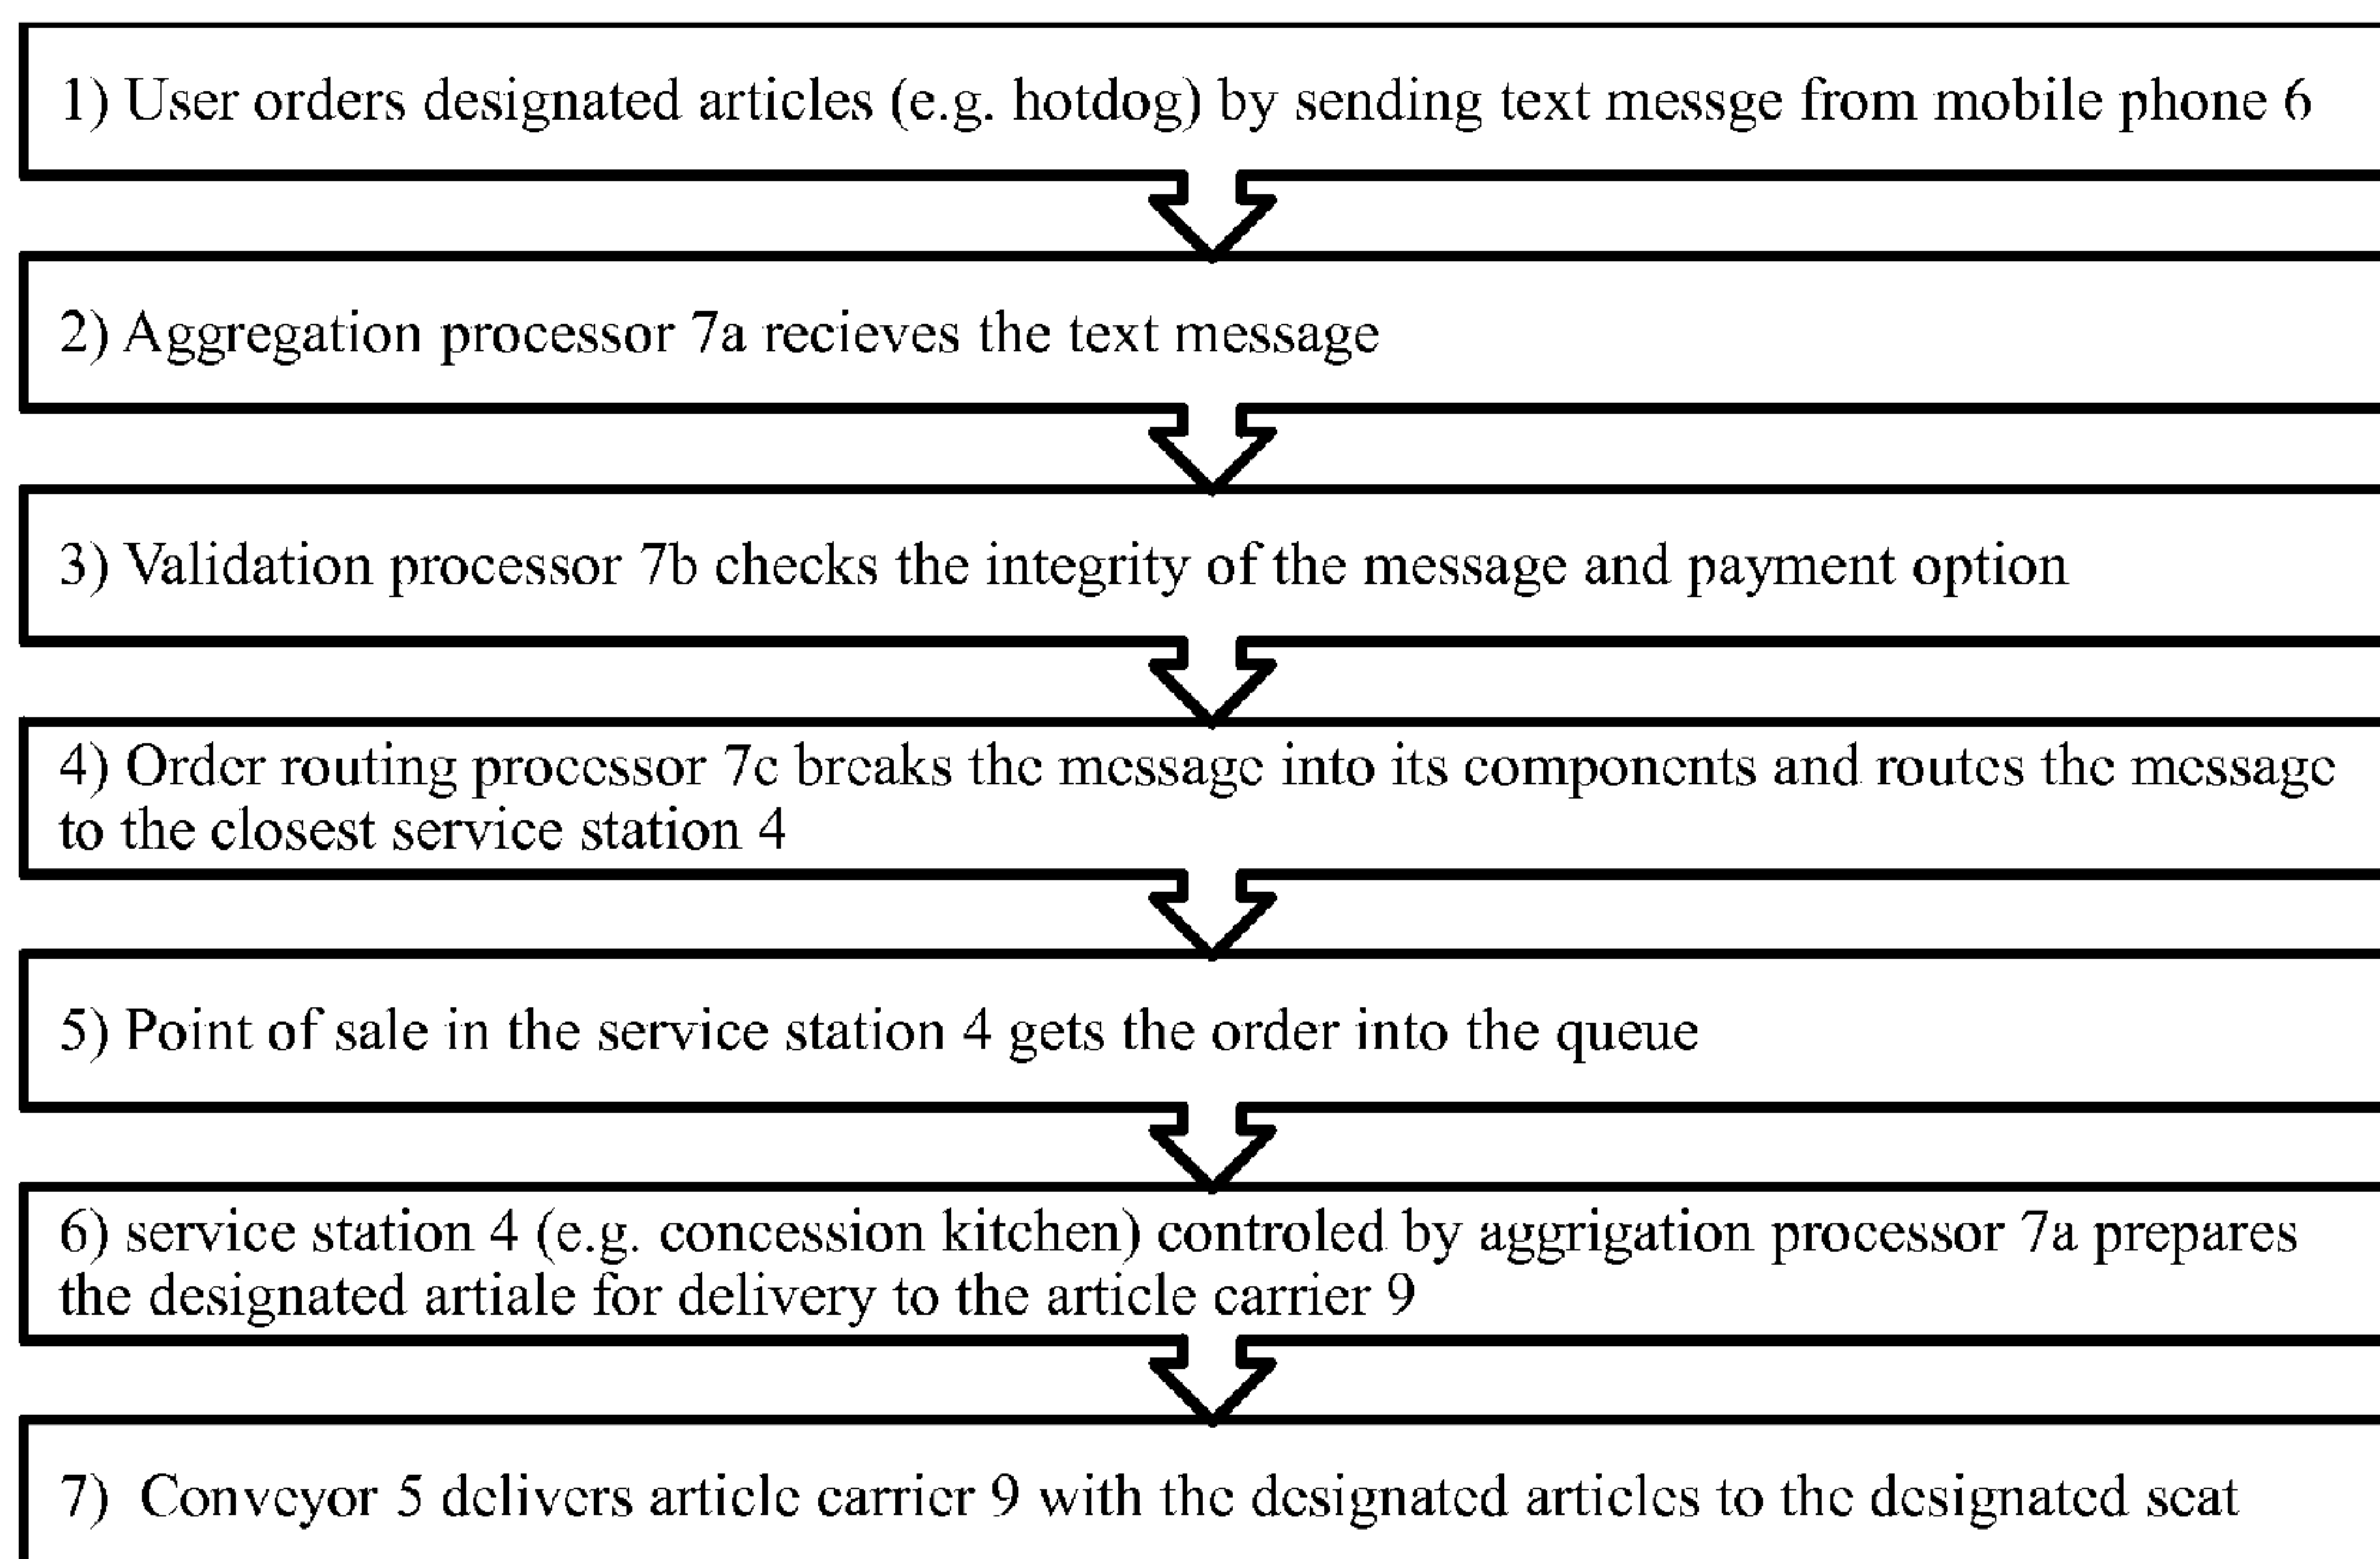 1) User orders designated articles (e.g. hotdog) by sending text messge from mobile phone 6
2) Aggregation processor 7a recieves the text message
3) Validation processor 7b checks the integrity of the message and payment option
4) Order routing processor 7c breaks the message into its components and routes the message
to the closest service station 4
5) Point of sale in the service station 4 gets the order into the queue
6) service station 4 (e.g. concession kitchen) controled by aggrigation processor 7a prepares
the designated artiale for delivery to the article carrier 9
7) Conveyor 5 delivers article carrier 9 with the designated articles to the designated seat